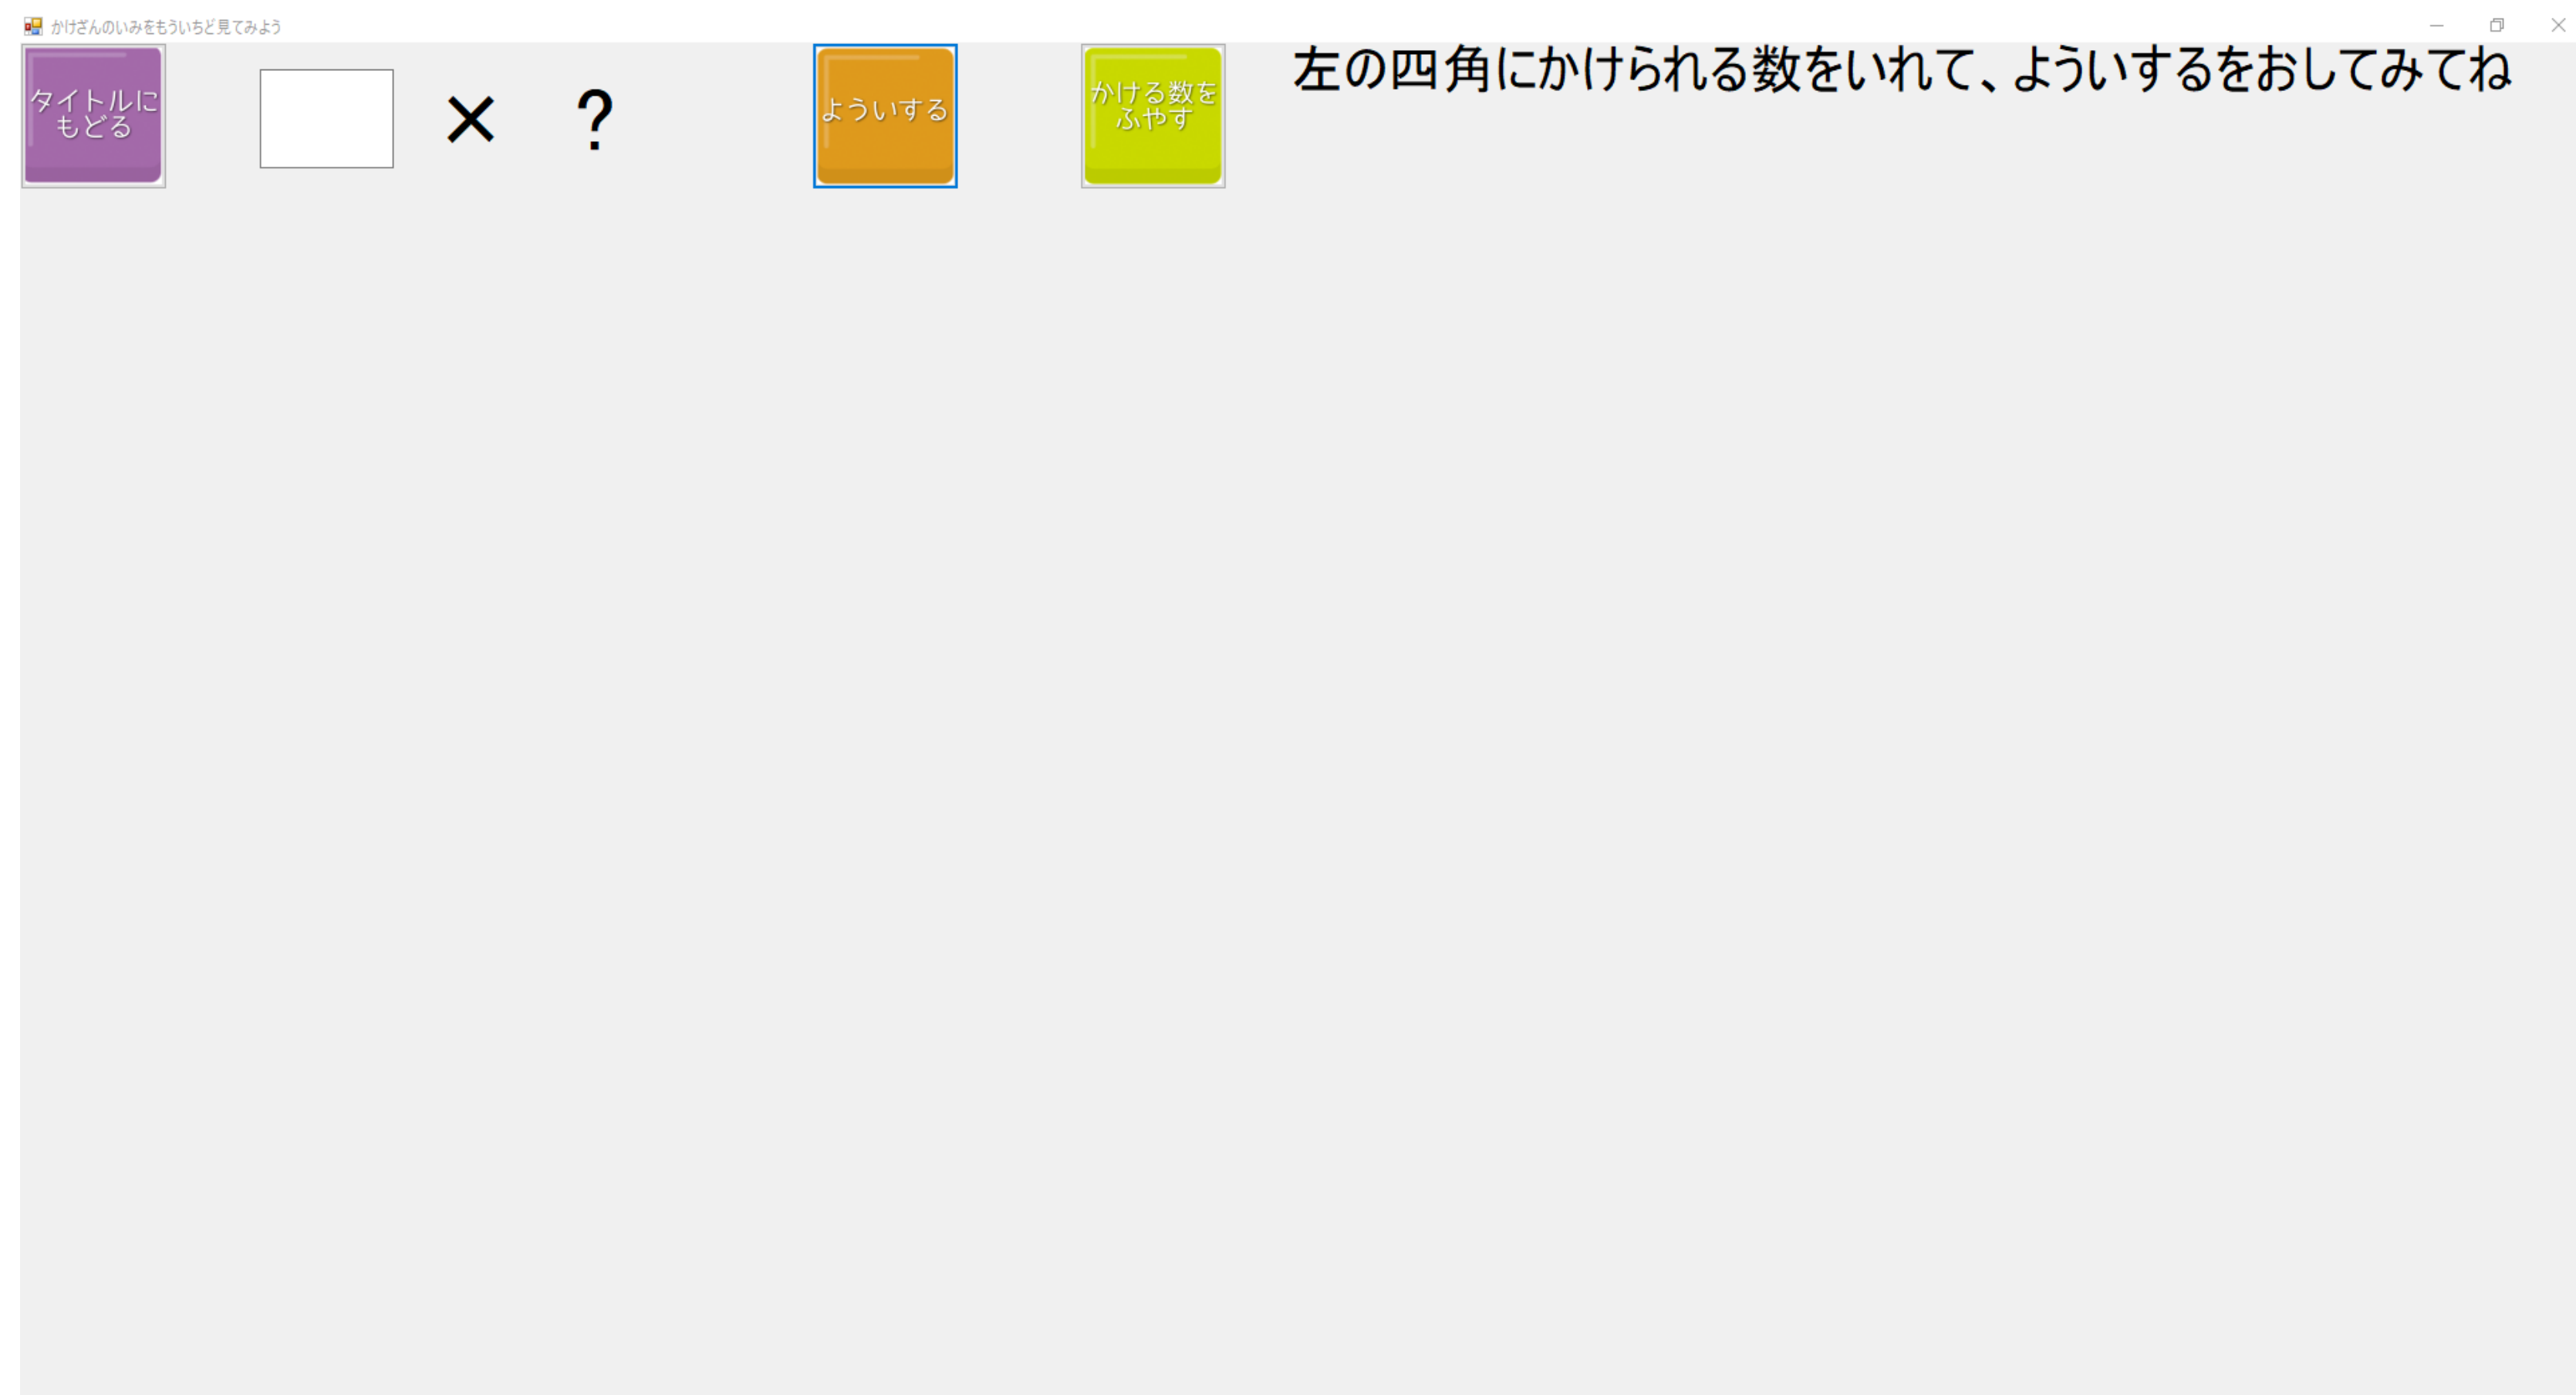 かけざんのいみをもういちど見てみよう
タイトルに
もどる
×
?
よういする
かける数を
ふやす
左の四角にかけられる数をいれて、よういするをおしてみてね